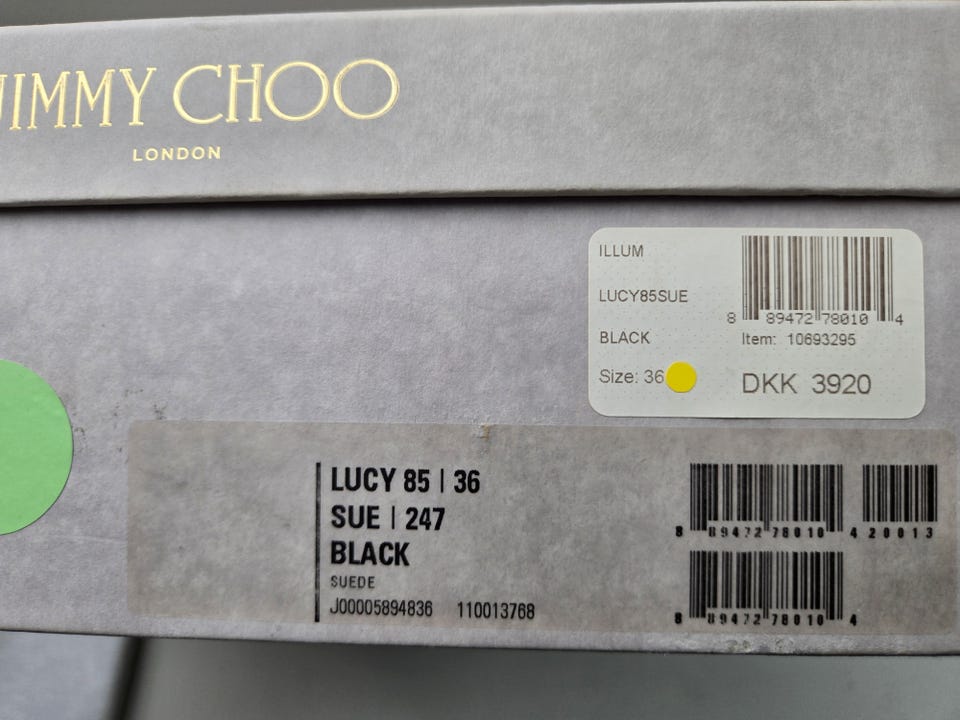 JIMMY CHOO
LONDON
ILLUM
LUCY85SUE
BLACK
Size: 36
8 89472 78010 4
Item: 10693295
DKK 3920
LUCY 85 | 36
SUE | 247
BLACK
SUEDE
J00005894836 110013768
8 89472 78010 4 20013
8 89472 78010 4